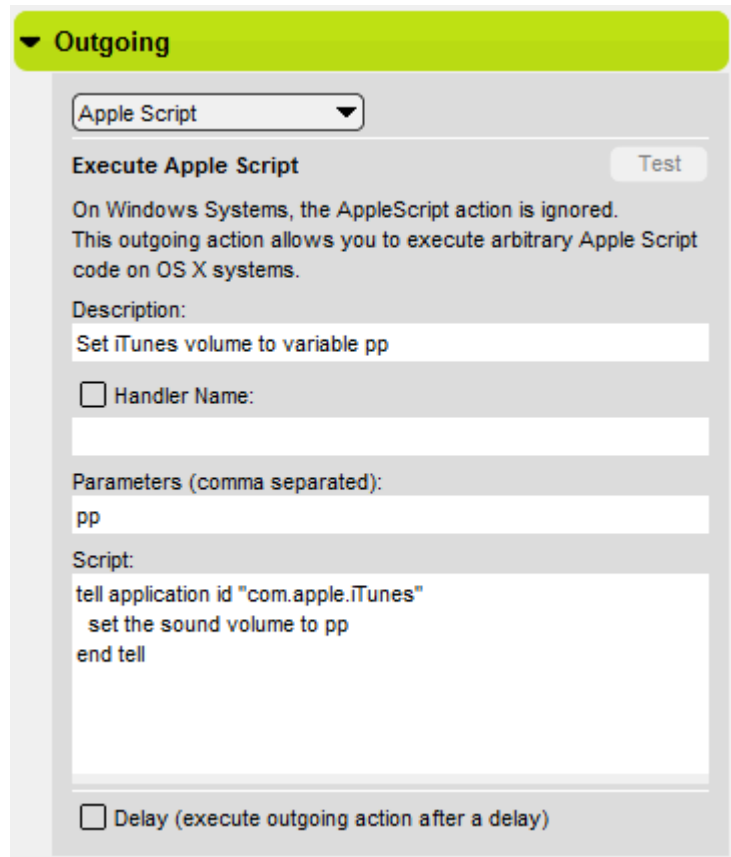 Outgoing
Apple Script
Execute Apple Script
Test
On Windows Systems, the AppleScript action is ignored.
This outgoing action allows you to execute arbitrary Apple Script
code on OS X systems.
Description:
Set iTunes volume to variable pp
Handler Name:
Parameters (comma separated):
pp
Script:
tell application id "com.apple.iTunes"
  set the sound volume to pp
end tell
Delay (execute outgoing action after a delay)